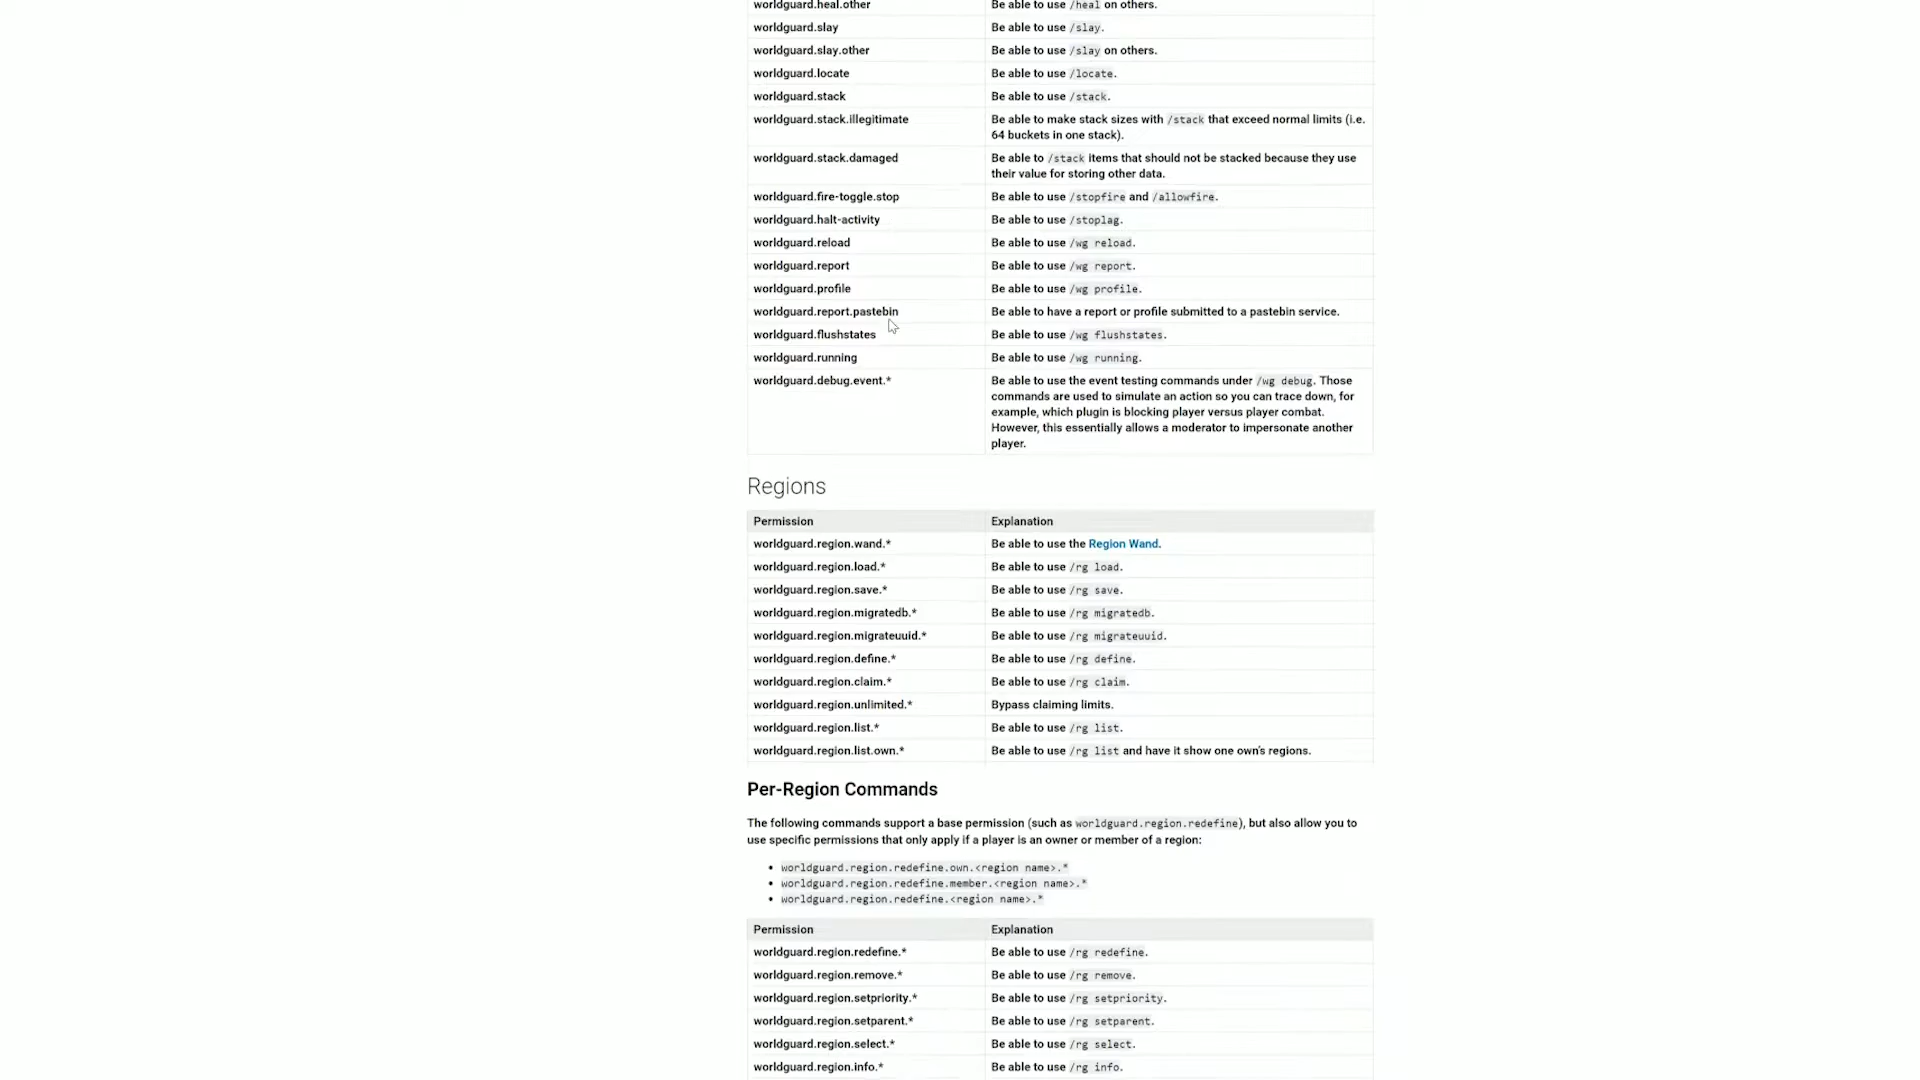 worldguard.heal.other Be able to use /heal on others.
worldguard.slay Be able to use /slay.
worldguard.slay.other Be able to use /slay on others.
worldguard.locate Be able to use /locate.
worldguard.stack Be able to use /stack.
worldguard.stack.illegitimate Be able to make stack sizes with /stack that exceed normal limits (i.e.
64 buckets in one stack).
worldguard.stack.damaged Be able to /stack items that should not be stacked because they use
their value for storing other data.
worldguard.fire-toggle.stop Be able to use /stopfire and /allowfire.
worldguard.halt-activity Be able to use /stoplag.
worldguard.reload Be able to use /wg reload.
worldguard.report Be able to use /wg report.
worldguard.profile Be able to use /wg profile.
worldguard.report.pastebin Be able to have a report or profile submitted to a pastebin service.
worldguard.flushstates Be able to use /wg flushstates.
worldguard.running Be able to use /wg running.
worldguard.debug.event.* Be able to use the event testing commands under /wg debug. Those
commands are used to simulate an action so you can trace down, for
example, which plugin is blocking player versus player combat.
However, this essentially allows a moderator to impersonate another
player.
Regions
Permission Explanation
worldguard.region.wand.* Be able to use the Region Wand.
worldguard.region.load.* Be able to use /rg load.
worldguard.region.save.* Be able to use /rg save.
worldguard.region.migratedb.* Be able to use /rg migratedb.
worldguard.region.migrateuuid.* Be able to use /rg migrateuuid.
worldguard.region.define.* Be able to use /rg define.
worldguard.region.claim.* Be able to use /rg claim.
worldguard.region.unlimited.* Bypass claiming limits.
worldguard.region.list.* Be able to use /rg list.
worldguard.region.list.own.* Be able to use /rg list and have it show one own's regions.
Per-Region Commands
The following commands support a base permission (such as worldguard.region.redefine), but also allow you to
use specific permissions that only apply if a player is an owner or member of a region:
• worldguard.region.redefine.own.<region name>.*
• worldguard.region.redefine.member.<region name>.*
• worldguard.region.redefine.<region name>.*
Permission Explanation
worldguard.region.redefine.* Be able to use /rg redefine.
worldguard.region.remove.* Be able to use /rg remove.
worldguard.region.setpriority.* Be able to use /rg setpriority.
worldguard.region.setparent.* Be able to use /rg setparent.
worldguard.region.select.* Be able to use /rg select.
worldguard.region.info.* Be able to use /rg info.